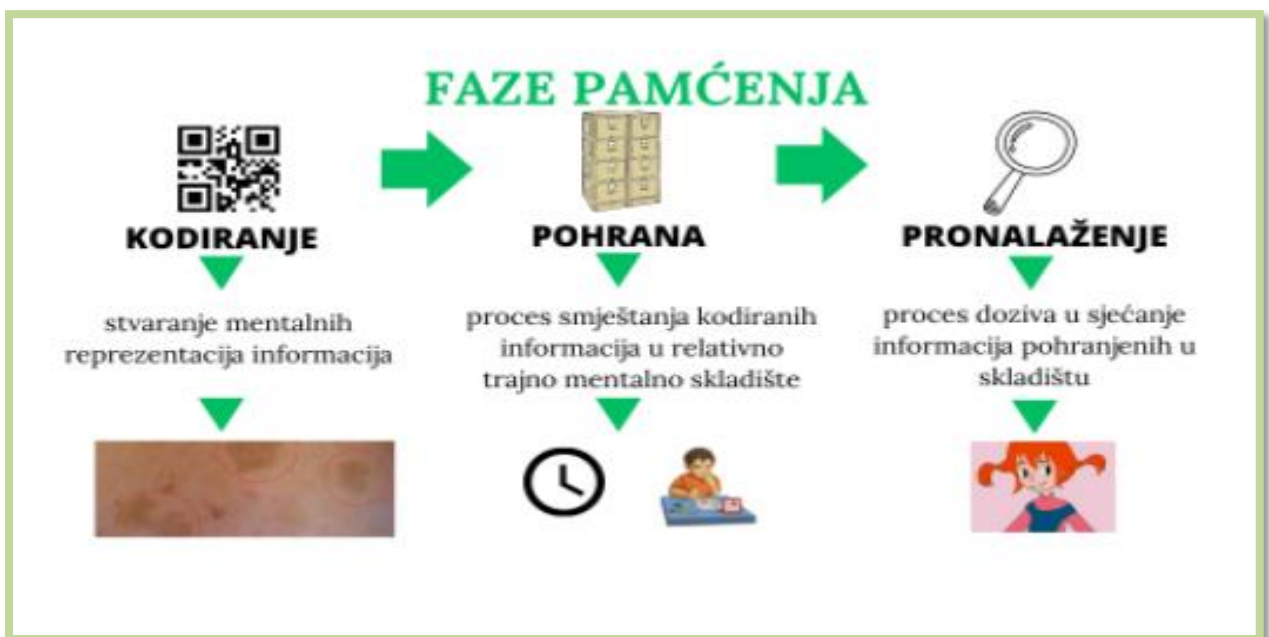 FAZE PAMĆENJA
KODIRANJE
POHRANA
PRONALAŽENJE
stvaranje mentalnih
reprezentacija informacija
proces smještanja kodiranih
informacija u relativno
trajno mentalno skladište
proces doziva u sjećanje
informacija pohranjenih u
skladištu